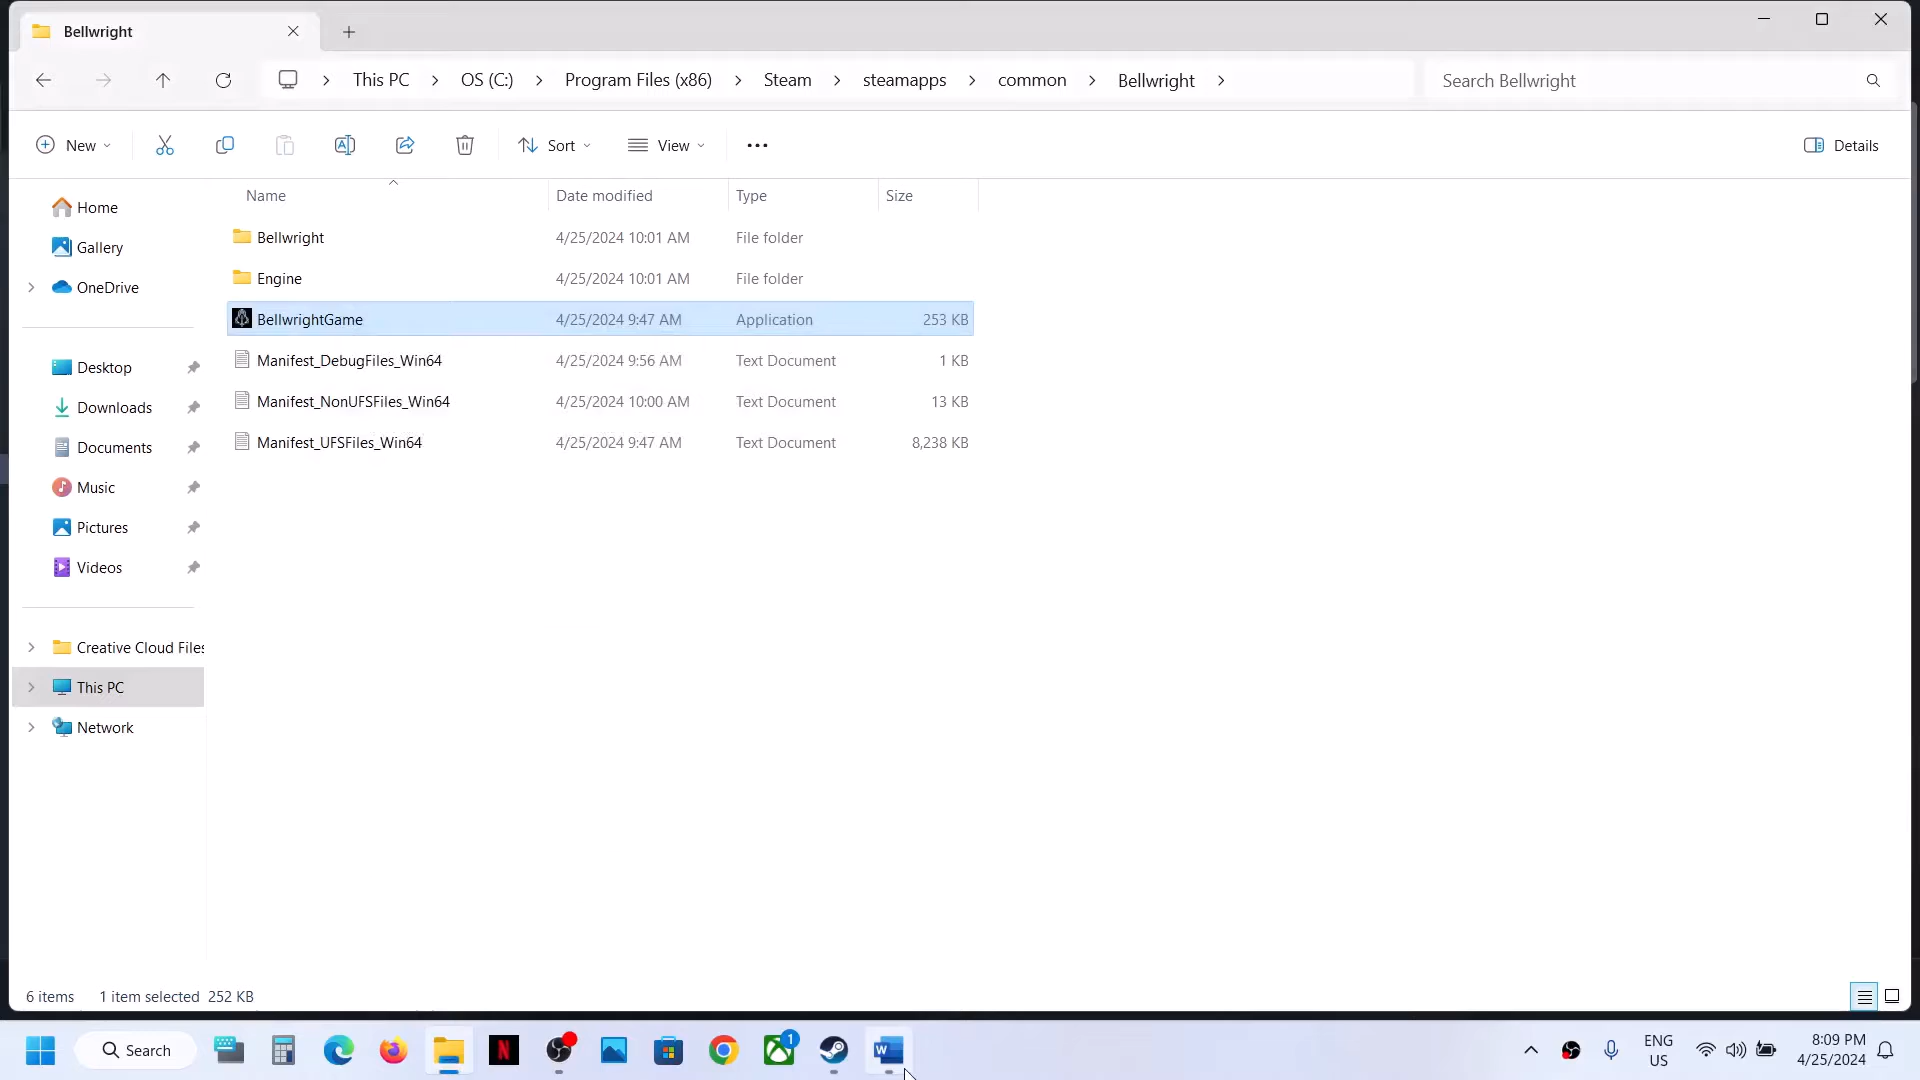 Bellwright
This PC > OS (C:) > Program Files (x86) > Steam > steamapps > common > Bellwright >
Search Bellwright
New
Sort
View
Details
Name Date modified Type Size
Bellwright 4/25/2024 10:01 AM File folder
Engine 4/25/2024 10:01 AM File folder
BellwrightGame 4/25/2024 9:47 AM Application 253 KB
Manifest_DebugFiles_Win64 4/25/2024 9:56 AM Text Document 1 KB
Manifest_NonUFSFiles_Win64 4/25/2024 10:00 AM Text Document 13 KB
Manifest_UFSFiles_Win64 4/25/2024 9:47 AM Text Document 8,238 KB
Home
Gallery
OneDrive
Desktop
Downloads
Documents
Music
Pictures
Videos
Creative Cloud Files
This PC
Network
6 items 1 item selected 252 KB
Search
N
1
W
ENG
US
8:09 PM
4/25/2024